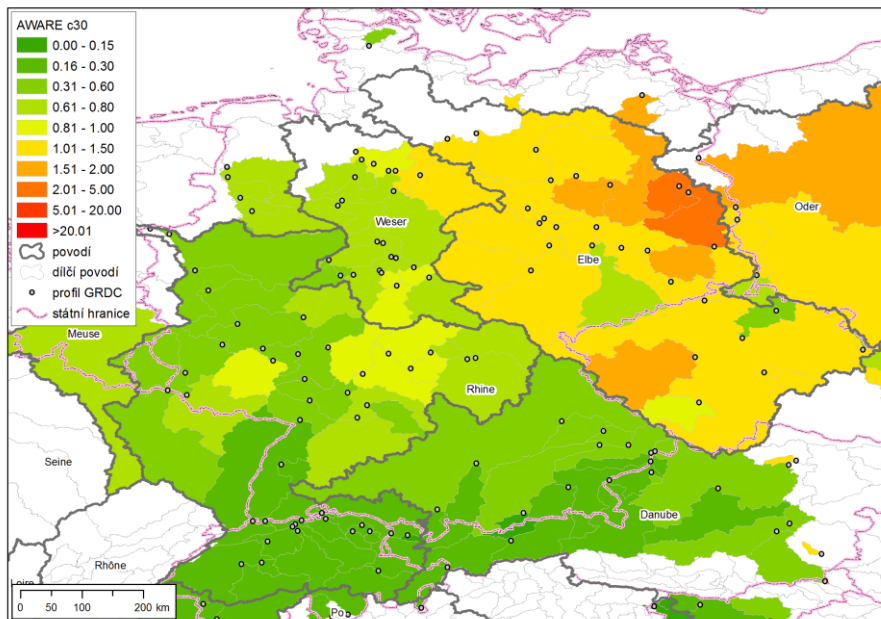 AWARE c30
0.00 - 0.15
0.16 - 0.30
0.31 - 0.60
0.61 - 0.80
0.81 - 1.00
1.01 - 1.50
1.51 - 2.00
2.01 - 5.00
5.01 - 20.00
>20.01
povodí
dílčí povodí
profil GRDC
státní hranice
Weser
Oder
Elbe
Meuse
Rhine
Seine
Danube
Rhône
Po
0 50 100 200 km